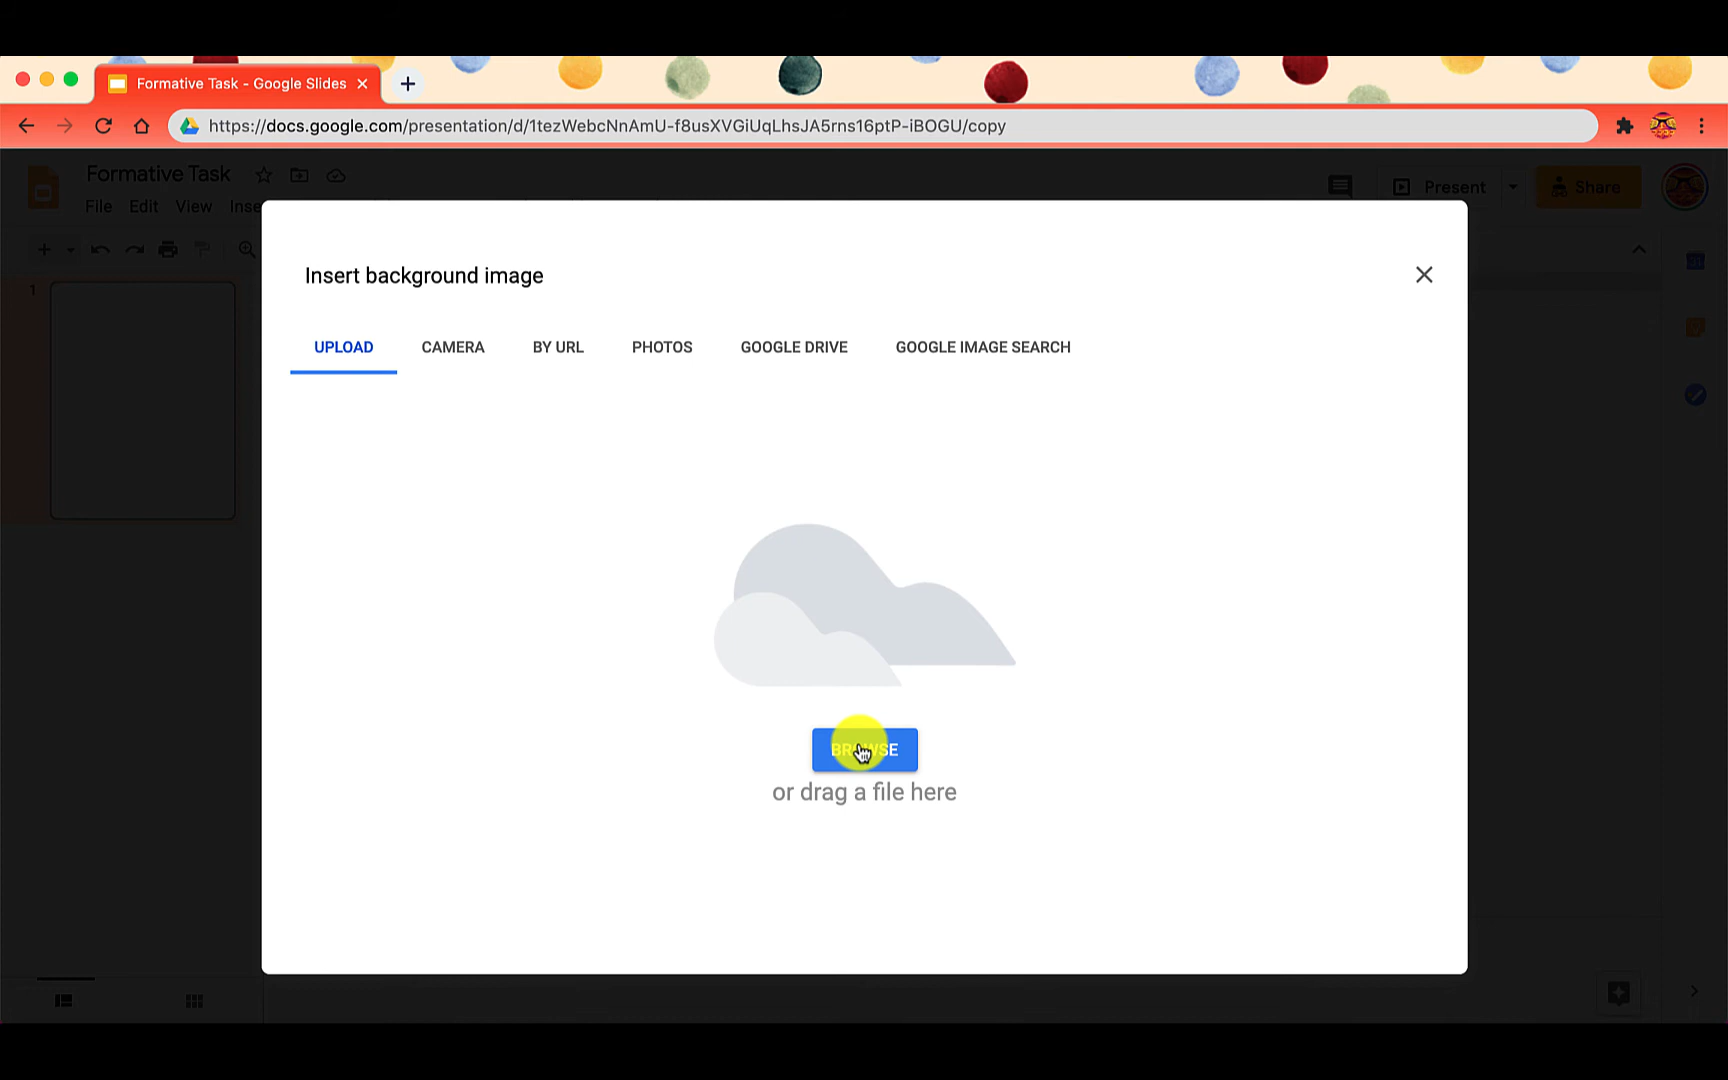 Formative Task - Google Slides
https://docs.google.com/presentation/d/1tezWebcNnAmU-f8usXVGiUqLhsJA5rns16ptP-iBOGU/copy
Formative Task
Present
Share
File Edit View Inse
1
Insert background image
UPLOAD CAMERA BY URL PHOTOS GOOGLE DRIVE GOOGLE IMAGE SEARCH
BROWSE
or drag a file here